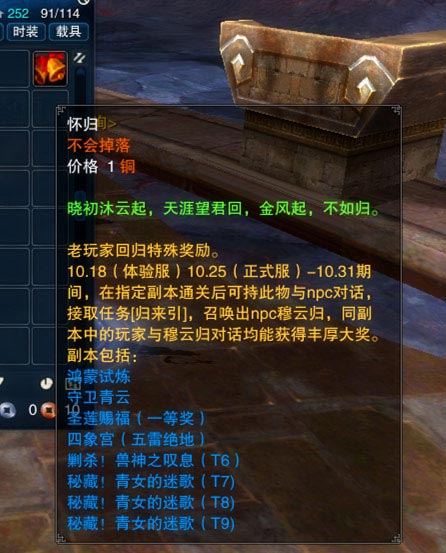 252 91/114
时装 载具
怀归
不会掉落
价格 1 铜
晓初沐云起，天涯望君回，金风起，不如归。
老玩家回归特殊奖励。
10.18（体验服）10.25（正式服）-10.31期
间，在指定副本通关后可持此物与npc对话，
接取任务[归来引]，召唤出npc穆云归，同副
本中的玩家与穆云归对话均能获得丰厚大奖。
副本包括：
鸿蒙试炼
守卫青云
圣莲赐福（一等奖）
四象宫（五雷绝地）
剿杀！兽神之叹息（T6）
秘藏！青女的迷歌（T7）
秘藏！青女的迷歌（T8）
秘藏！青女的迷歌（T9）
0 10